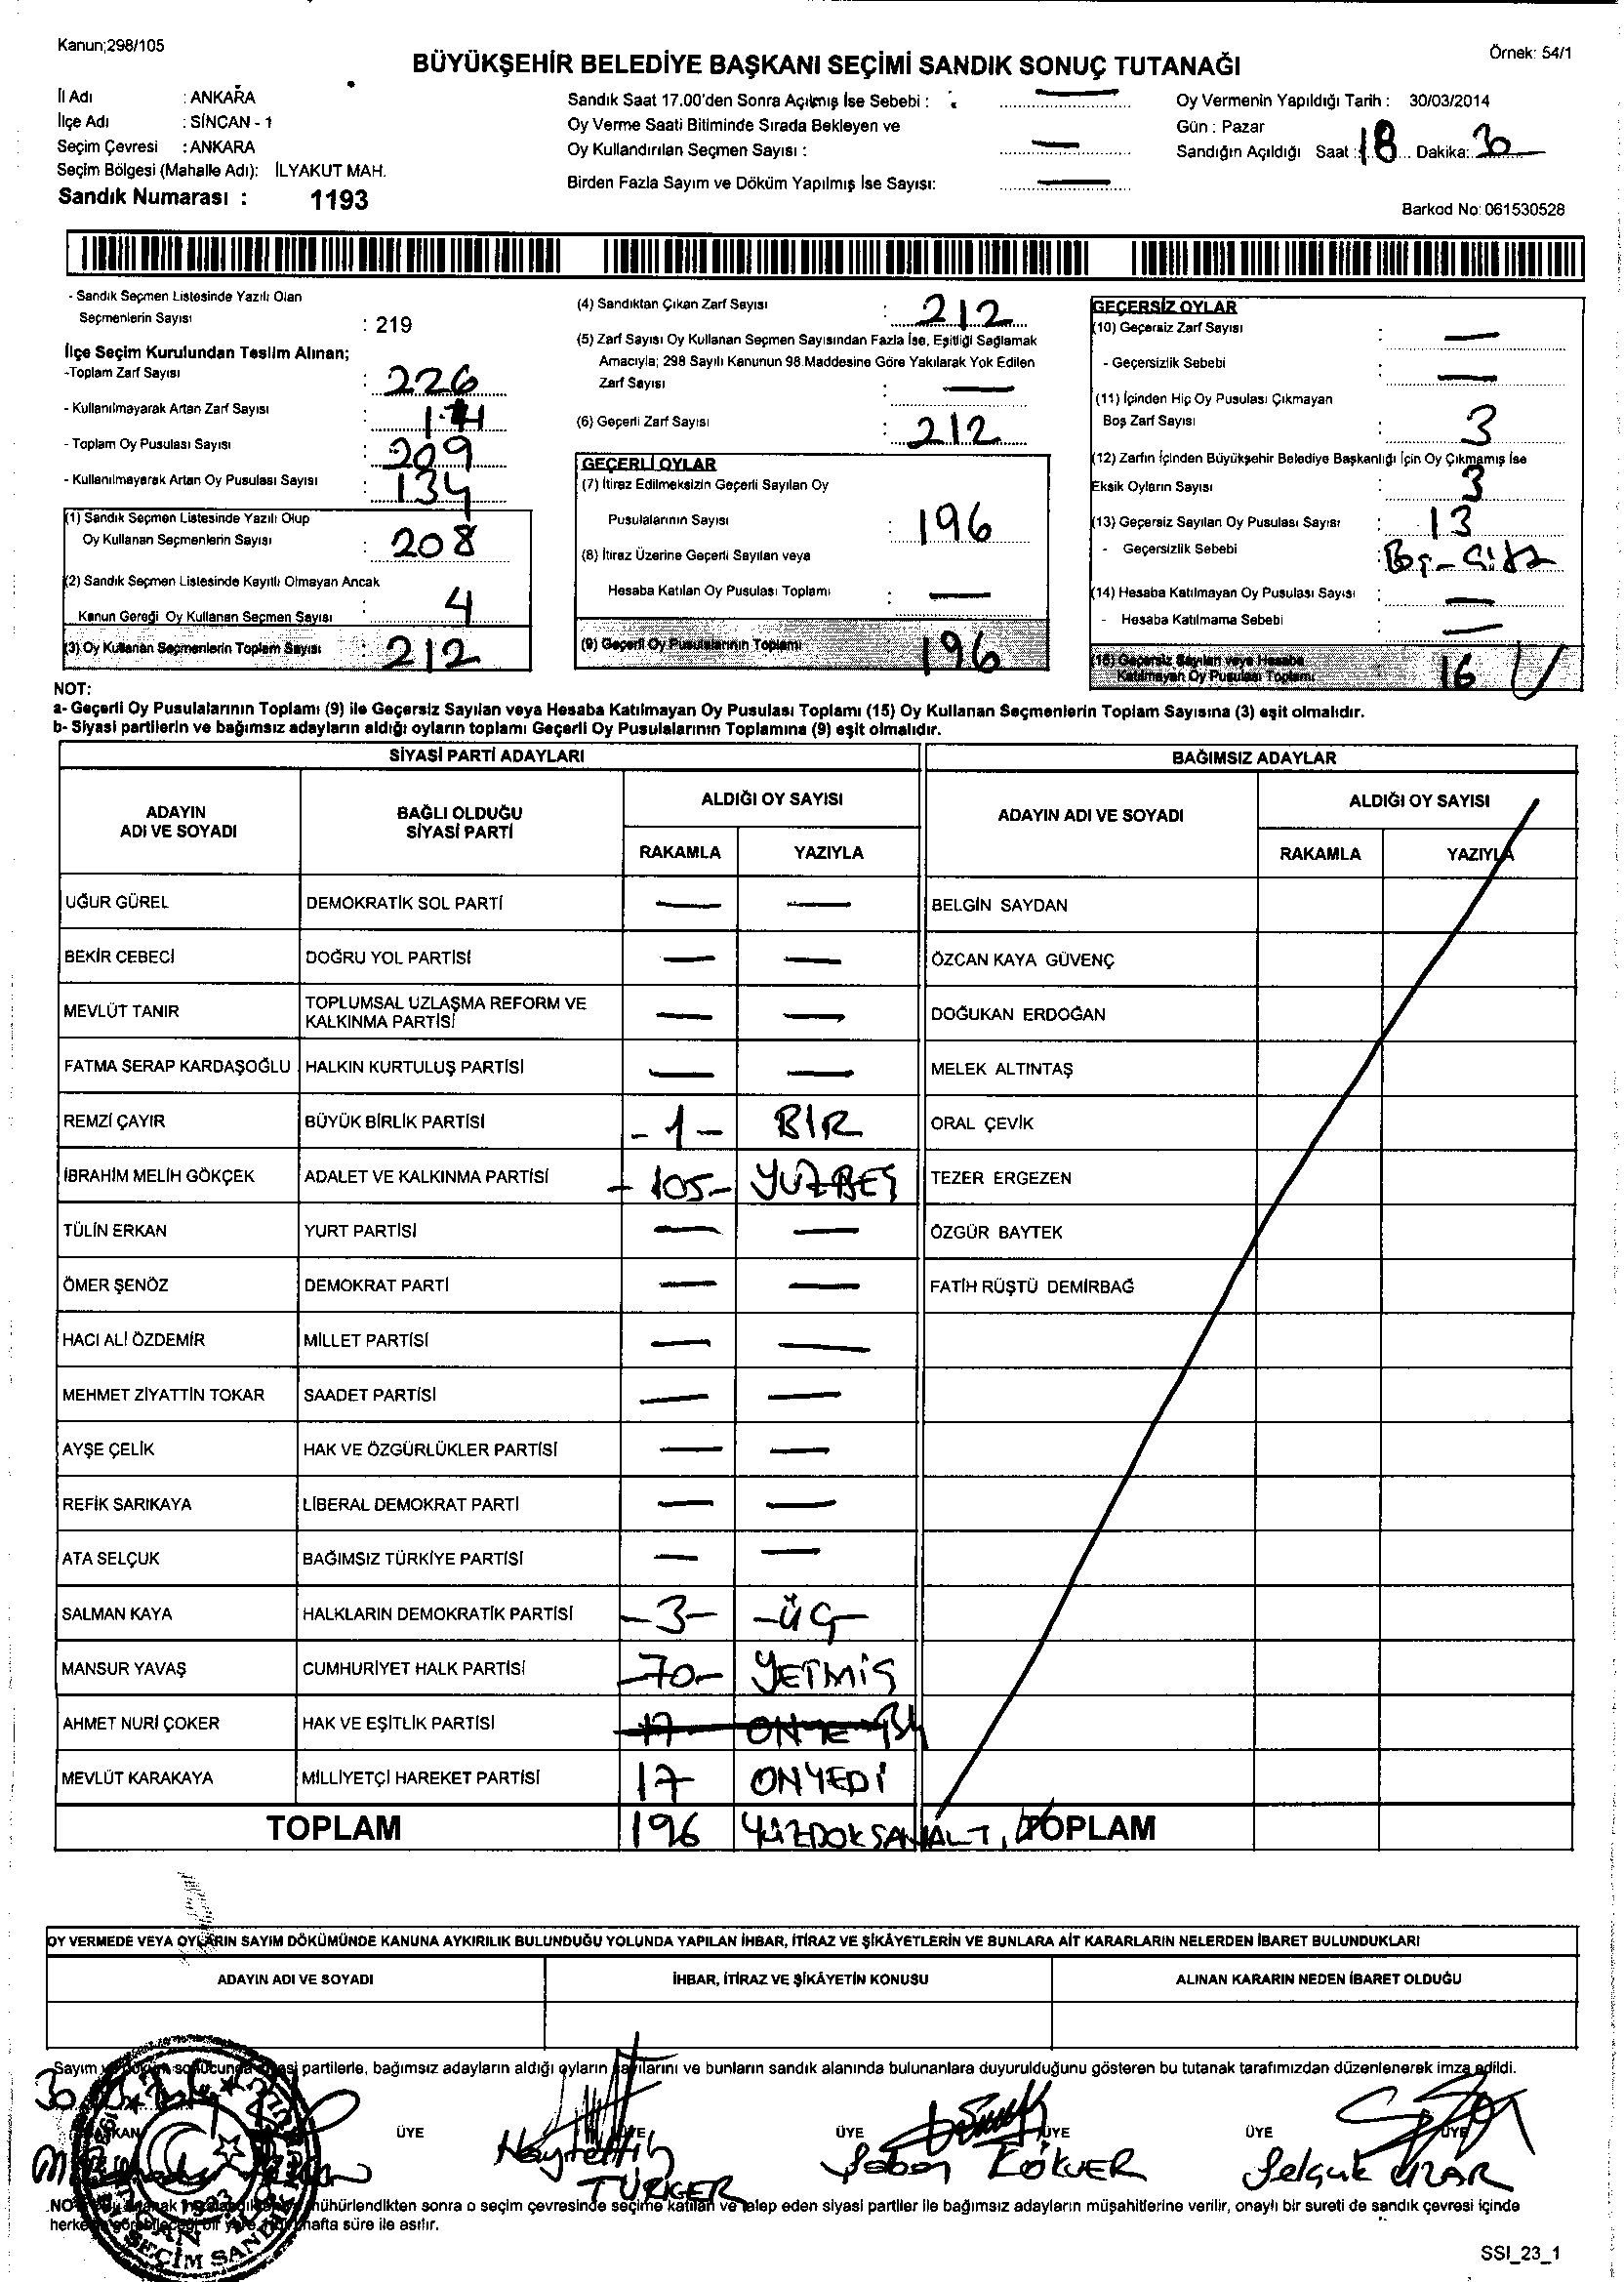 Kanun;298/105
Örnek: 54/1
BÜYÜKŞEHİR BELEDİYE BAŞKANI SEÇİMİ SANDIK SONUÇ TUTANAĞI
İl Adı : ANKARA
İlçe Adı : SİNCAN - 1
Seçim Çevresi : ANKARA
Seçim Bölgesi (Mahalle Adı): İLYAKUT MAH.
Sandık Numarası : 1193
Sandık Saat 17.00'den Sonra Açılmış İse Sebebi : —
Oy Verme Saati Bitiminde Sırada Bekleyen ve
Oy Kullandırılan Seçmen Sayısı : —
Birden Fazla Sayım ve Döküm Yapılmış İse Sayısı: —
Oy Vermenin Yapıldığı Tarih : 30/03/2014
Gün : Pazar
Sandığın Açıldığı Saat : 18 Dakika: 30
Barkod No: 061530528
- Sandık Seçmen Listesinde Yazılı Olan
Seçmenlerin Sayısı : 219
İlçe Seçim Kurulundan Teslim Alınan;
-Toplam Zarf Sayısı : 226
- Kullanılmayarak Artan Zarf Sayısı :
- Toplam Oy Pusulası Sayısı : 209
- Kullanılmayarak Artan Oy Pusulası Sayısı : 134
(1) Sandık Seçmen Listesinde Yazılı Olup
Oy Kullanan Seçmenlerin Sayısı : 208
(2) Sandık Seçmen Listesinde Kayıtlı Olmayan Ancak
Kanun Gereği Oy Kullanan Seçmen Sayısı : 4
(3) Oy Kullanan Seçmenlerin Toplam Sayısı : 212
(4) Sandıktan Çıkan Zarf Sayısı : 212
(5) Zarf Sayısı Oy Kullanan Seçmen Sayısından Fazla İse, Eşitliği Sağlamak
Amacıyla; 298 Sayılı Kanunun 98.Maddesine Göre Yakılarak Yok Edilen
Zarf Sayısı : —
(6) Geçerli Zarf Sayısı : 212
GEÇERLİ OYLAR
(7) İtiraz Edilmeksizin Geçerli Sayılan Oy
Pusulalarının Sayısı : 196
(8) İtiraz Üzerine Geçerli Sayılan veya
Hesaba Katılan Oy Pusulası Toplamı : —
(9) Geçerli Oy Pusulalarının Toplamı 196
GEÇERSİZ OYLAR
(10) Geçersiz Zarf Sayısı : —
- Geçersizlik Sebebi : —
(11) İçinden Hiç Oy Pusulası Çıkmayan
Boş Zarf Sayısı : 3
(12) Zarfın İçinden Büyükşehir Belediye Başkanlığı İçin Oy Çıkmamış İse
Eksik Oyların Sayısı : 3
(13) Geçersiz Sayılan Oy Pusulası Sayısı : 13
- Geçersizlik Sebebi :
(14) Hesaba Katılmayan Oy Pusulası Sayısı : —
- Hesaba Katılmama Sebebi : —
(15) Geçersiz Sayılan veya Hesaba
Katılmayan Oy Pusulası Toplamı 16
NOT:
a- Geçerli Oy Pusulalarının Toplamı (9) ile Geçersiz Sayılan veya Hesaba Katılmayan Oy Pusulası Toplamı (15) Oy Kullanan Seçmenlerin Toplam Sayısına (3) eşit olmalıdır.
b- Siyasi partilerin ve bağımsız adayların aldığı oyların toplamı Geçerli Oy Pusulalarının Toplamına (9) eşit olmalıdır.
SİYASİ PARTİ ADAYLARI
ADAYIN ADI VE SOYADI
BAĞLI OLDUĞU SİYASİ PARTİ
ALDIĞI OY SAYISI
RAKAMLA YAZIYLA
UĞUR GÜREL DEMOKRATİK SOL PARTİ — —
BEKİR CEBECİ DOĞRU YOL PARTİSİ — —
MEVLÜT TANIR TOPLUMSAL UZLAŞMA REFORM VE KALKINMA PARTİSİ — —
FATMA SERAP KARDAŞOĞLU HALKIN KURTULUŞ PARTİSİ — —
REMZİ ÇAYIR BÜYÜK BİRLİK PARTİSİ -1- BIR
İBRAHİM MELİH GÖKÇEK ADALET VE KALKINMA PARTİSİ -105- YUZBEŞ
TÜLİN ERKAN YURT PARTİSİ — —
ÖMER ŞENÖZ DEMOKRAT PARTİ — —
HACI ALİ ÖZDEMİR MİLLET PARTİSİ — —
MEHMET ZİYATTİN TOKAR SAADET PARTİSİ — —
AYŞE ÇELİK HAK VE ÖZGÜRLÜKLER PARTİSİ — —
REFİK SARIKAYA LİBERAL DEMOKRAT PARTİ — —
ATA SELÇUK BAĞIMSIZ TÜRKİYE PARTİSİ — —
SALMAN KAYA HALKLARIN DEMOKRATİK PARTİSİ -3- -ÜÇ-
MANSUR YAVAŞ CUMHURİYET HALK PARTİSİ -70- YETMİŞ
AHMET NURİ ÇOKER HAK VE EŞİTLİK PARTİSİ 17
MEVLÜT KARAKAYA MİLLİYETÇİ HAREKET PARTİSİ 17 ONYEDİ
TOPLAM 196 YÜZDOKSANALTI
BAĞIMSIZ ADAYLAR
ADAYIN ADI VE SOYADI
ALDIĞI OY SAYISI
RAKAMLA YAZIYLA
BELGİN SAYDAN
ÖZCAN KAYA GÜVENÇ
DOĞUKAN ERDOĞAN
MELEK ALTINTAŞ
ORAL ÇEVİK
TEZER ERGEZEN
ÖZGÜR BAYTEK
FATİH RÜŞTÜ DEMİRBAĞ
TOPLAM
OY VERMEDE VEYA OYLARIN SAYIM DÖKÜMÜNDE KANUNA AYKIRILIK BULUNDUĞU YOLUNDA YAPILAN İHBAR, İTİRAZ VE ŞİKÂYETLERİN VE BUNLARA AİT KARARLARIN NELERDEN İBARET BULUNDUKLARI
ADAYIN ADI VE SOYADI İHBAR, İTİRAZ VE ŞİKÂYETİN KONUSU ALINAN KARARIN NEDEN İBARET OLDUĞU
Sayım partilerle, bağımsız adayların aldığı oyların sayılarını ve bunların sandık alanında bulunanlara duyurulduğunu gösteren bu tutanak tarafımızdan düzenlenerek imza edildi.
BAŞKAN ÜYE ÜYE ÜYE ÜYE ÜYE ÜYE
Hayrettin TÜRKER
Şaban KÖKVER
Selçuk UZAR
NOT: mühürlendikten sonra o seçim çevresinde seçime katılan ve talep eden siyasi partiler ile bağımsız adayların müşahitlerine verilir, onaylı bir sureti de sandık çevresi içinde
hafta süre ile asılır.
SEÇİM SANDIK
SSI_23_1